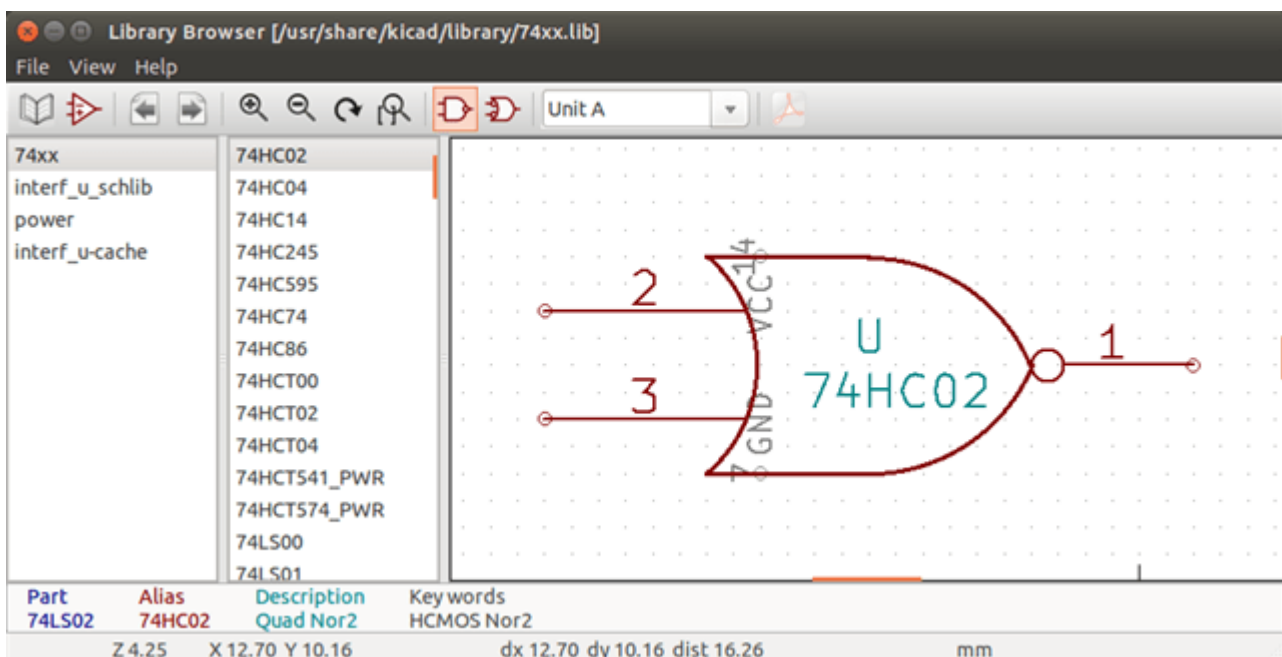 Library Browser [/usr/share/kicad/library/74xx.lib]
File View Help
Unit A
74xx
interf_u_schlib
power
interf_u-cache
74HC02
74HC04
74HC14
74HC245
74HC595
74HC74
74HC86
74HCT00
74HCT02
74HCT04
74HCT541_PWR
74HCT574_PWR
74LS00
74LS01
14
VCC
2
3
GND
7
U
74HC02
1
Part Alias Description Key words
74LS02 74HC02 Quad Nor2 HCMOS Nor2
Z 4.25 X 12.70 Y 10.16 dx 12.70 dy 10.16 dist 16.26 mm